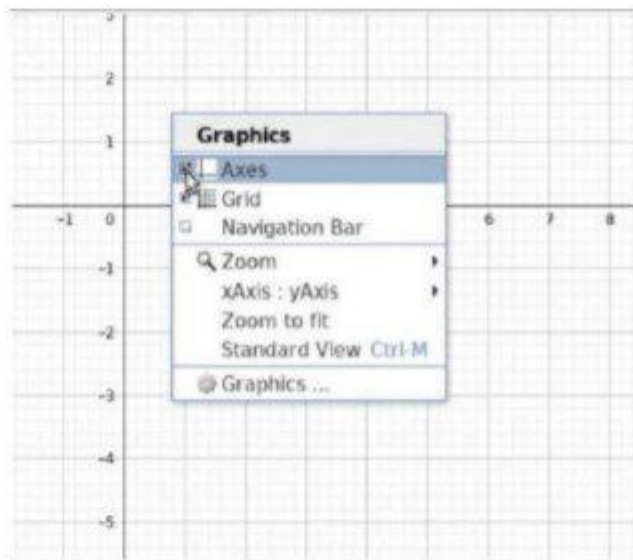 3
2
1
Graphics
Axes
Grid
-1 0 6 7 8
Navigation Bar
-1
Zoom
xAxis : yAxis
Zoom to fit
-2
Standard View Ctrl-M
Graphics ...
-3
-4
-5